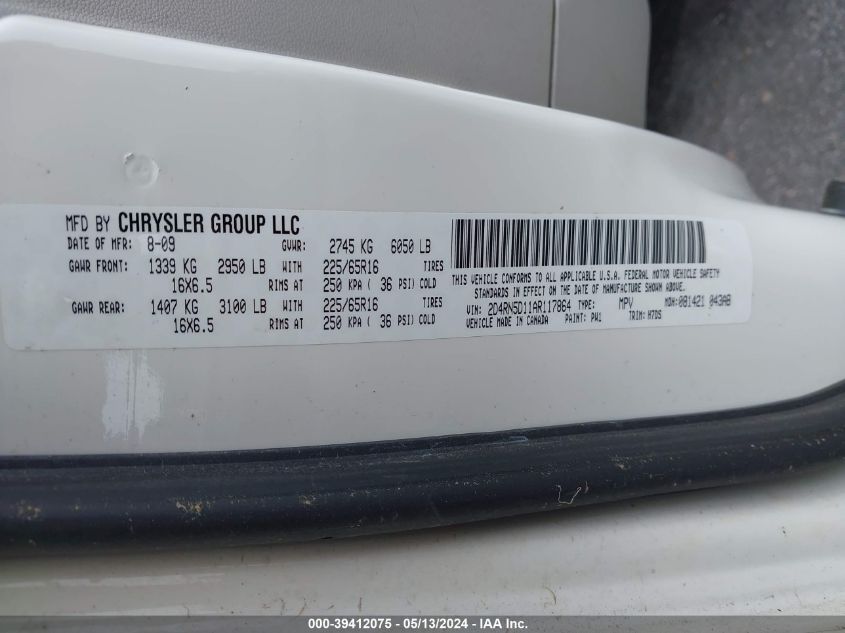 MFD BY CHRYSLER GROUP LLC
DATE OF MFR: 8-09 GVWR: 2745 KG 6050 LB
GAWR FRONT: 1339 KG 2950 LB WITH 225/65R16 TIRES
16X6.5 RIMS AT 250 KPA ( 36 PSI) COLD
GAWR REAR: 1407 KG 3100 LB WITH 225/65R16 TIRES
16X6.5 RIMS AT 250 KPA ( 36 PSI) COLD
THIS VEHICLE CONFORMS TO ALL APPLICABLE U.S.A. FEDERAL MOTOR VEHICLE SAFETY
STANDARDS IN EFFECT ON THE DATE OF MANUFACTURE SHOWN ABOVE.
VIN: 2D4RN5D11AR117864 TYPE: MPV MDH: 081421 043AB
VEHICLE MADE IN CANADA PAINT: PW1 TRIM: H7DS
000-39412075 - 05/13/2024 - IAA Inc.